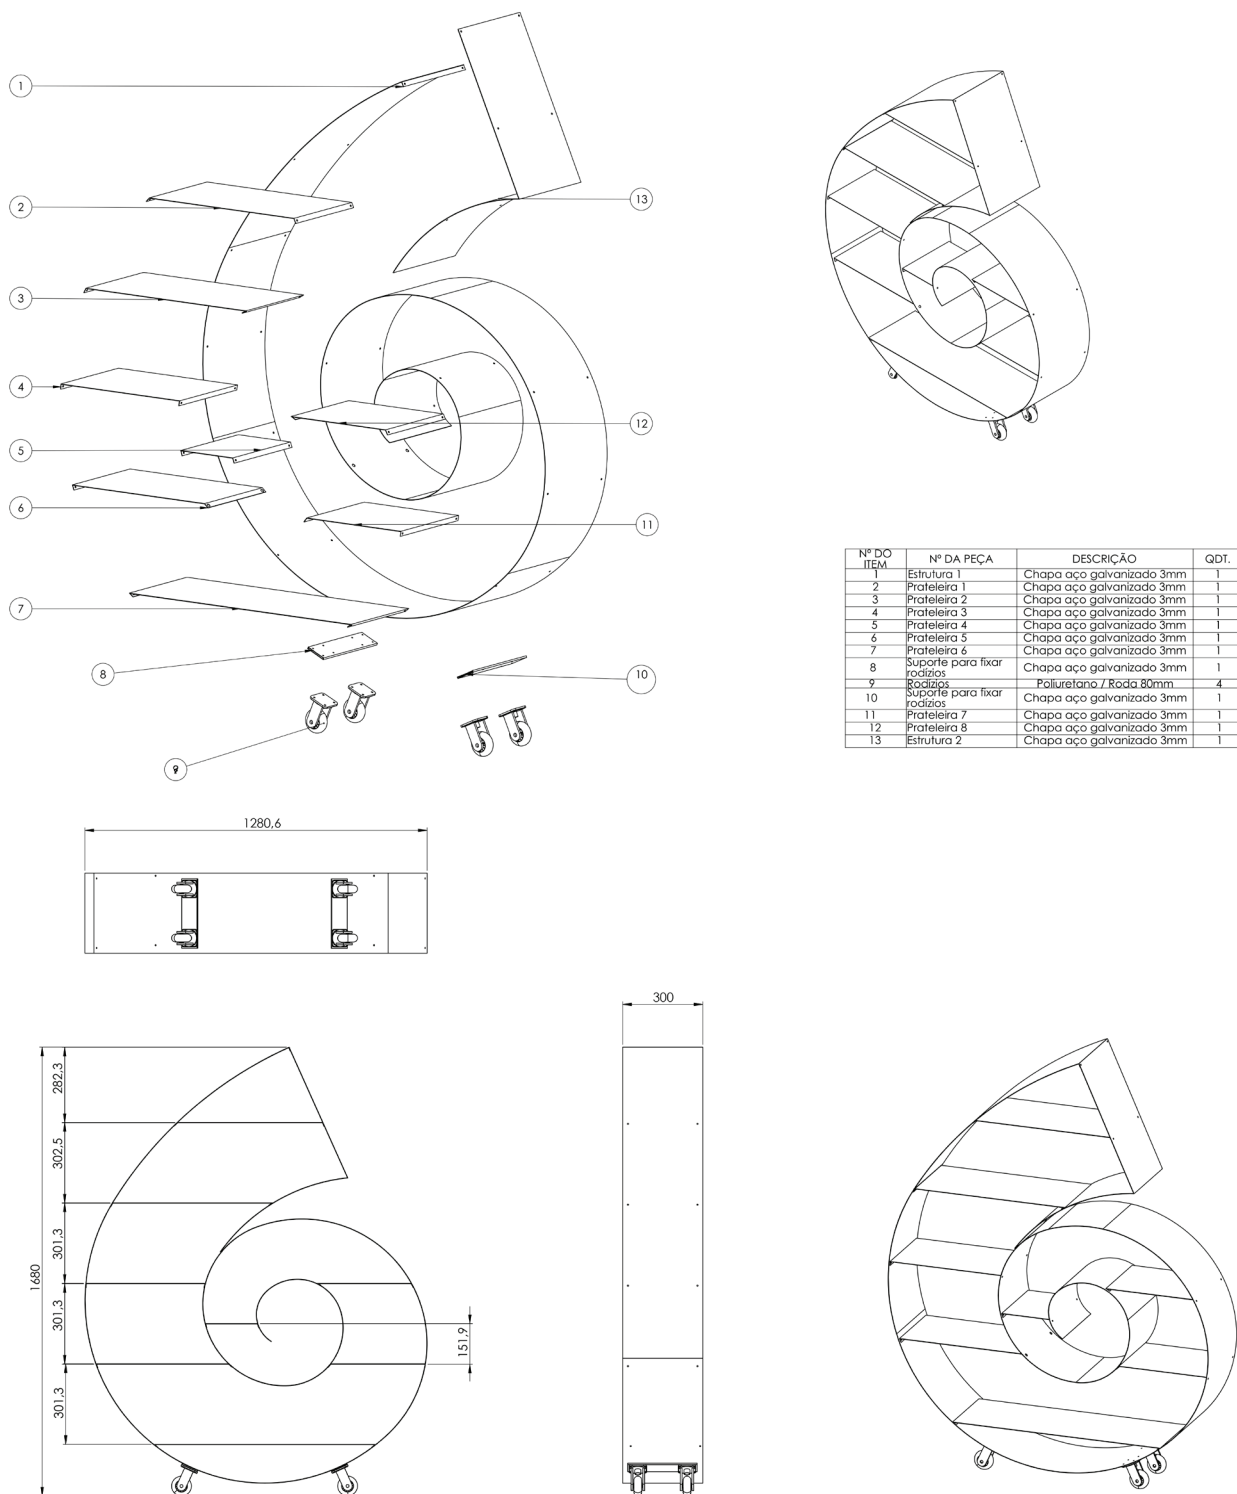 1
2
3
4
5
6
7
8
9
10
11
12
13
Nº DO ITEM Nº DA PEÇA DESCRIÇÃO QDT.
1 Estrutura 1 Chapa aço galvanizado 3mm 1
2 Prateleira 1 Chapa aço galvanizado 3mm 1
3 Prateleira 2 Chapa aço galvanizado 3mm 1
4 Prateleira 3 Chapa aço galvanizado 3mm 1
5 Prateleira 4 Chapa aço galvanizado 3mm 1
6 Prateleira 5 Chapa aço galvanizado 3mm 1
7 Prateleira 6 Chapa aço galvanizado 3mm 1
8 Suporte para fixar rodízios Chapa aço galvanizado 3mm 1
9 Rodízios Poliuretano / Roda 80mm 4
10 Suporte para fixar rodízios Chapa aço galvanizado 3mm 1
11 Prateleira 7 Chapa aço galvanizado 3mm 1
12 Prateleira 8 Chapa aço galvanizado 3mm 1
13 Estrutura 2 Chapa aço galvanizado 3mm 1
1280,6
300
1680
282,3
302,5
301,3
301,3
301,3
151,9